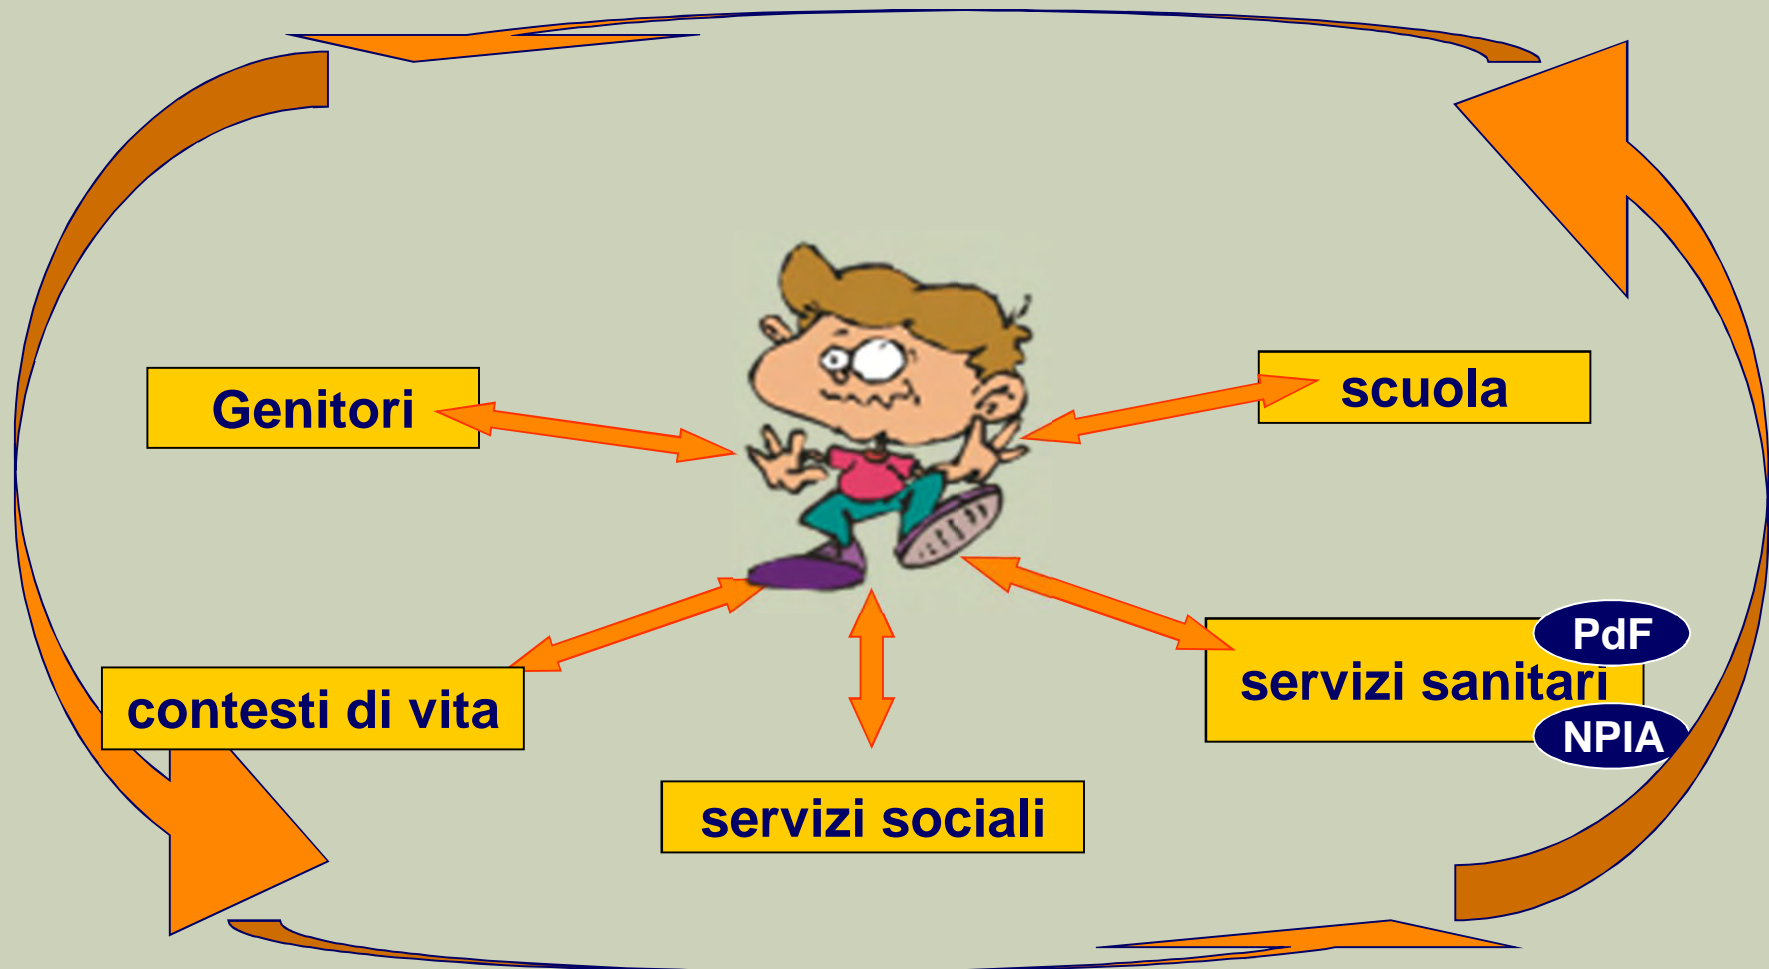 Genitori
scuola
contesti di vita
servizi sociali
servizi sanitari
PdF
NPIA